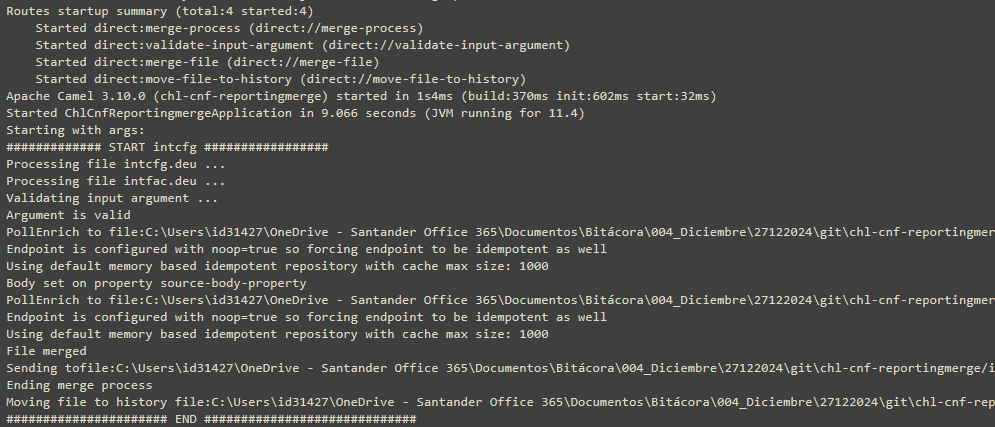 Routes startup summary (total:4 started:4)
Started direct:merge-process (direct://merge-process)
Started direct:validate-input-argument (direct://validate-input-argument)
Started direct:merge-file (direct://merge-file)
Started direct:move-file-to-history (direct://move-file-to-history)
Apache Camel 3.10.0 (chl-cnf-reportingmerge) started in 1s4ms (build:370ms init:602ms start:32ms)
Started ChlCnfReportingmergeApplication in 9.066 seconds (JVM running for 11.4)
Starting with args:
############# START intcfg #################
Processing file intcfg.deu ...
Processing file intfac.deu ...
Validating input argument ...
Argument is valid
PollEnrich to file:C:\Users\id31427\OneDrive - Santander Office 365\Documentos\Bitácora\004_Diciembre\27122024\git\chl-cnf-reportingmer
Endpoint is configured with noop=true so forcing endpoint to be idempotent as well
Using default memory based idempotent repository with cache max size: 1000
Body set on property source-body-property
PollEnrich to file:C:\Users\id31427\OneDrive - Santander Office 365\Documentos\Bitácora\004_Diciembre\27122024\git\chl-cnf-reportingmer
Endpoint is configured with noop=true so forcing endpoint to be idempotent as well
Using default memory based idempotent repository with cache max size: 1000
File merged
Sending tofile:C:\Users\id31427\OneDrive - Santander Office 365\Documentos\Bitácora\004_Diciembre\27122024\git\chl-cnf-reportingmerge/i
Ending merge process
Moving file to history file:C:\Users\id31427\OneDrive - Santander Office 365\Documentos\Bitácora\004_Diciembre\27122024\git\chl-cnf-rep
###################### END #############################